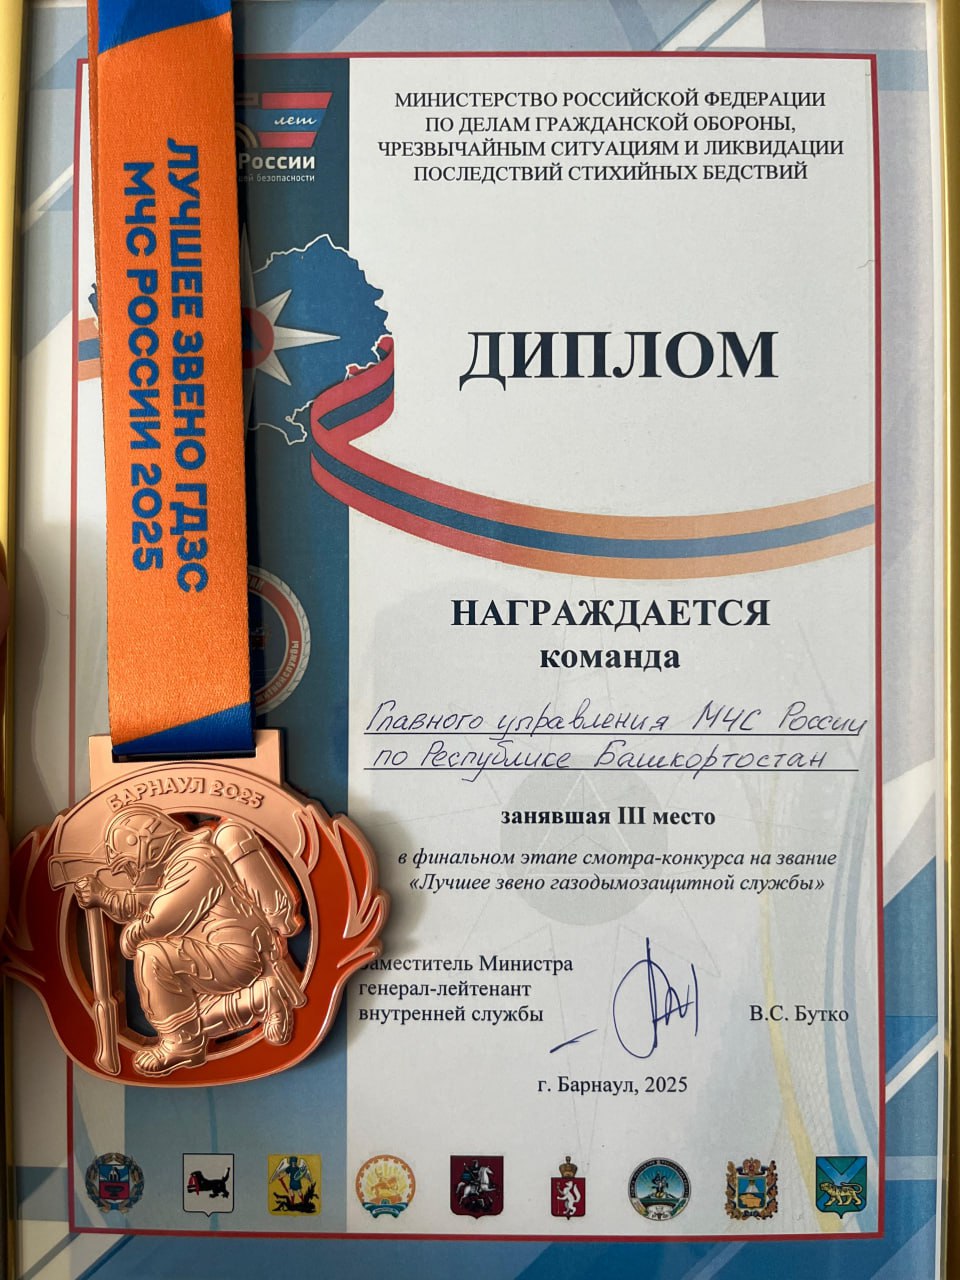 МИНИСТЕРСТВО РОССИЙСКОЙ ФЕДЕРАЦИИ
ПО ДЕЛАМ ГРАЖДАНСКОЙ ОБОРОНЫ,
ЧРЕЗВЫЧАЙНЫМ СИТУАЦИЯМ И ЛИКВИДАЦИИ
ПОСЛЕДСТВИЙ СТИХИЙНЫХ БЕДСТВИЙ
лет
России
безопасности
ЛУЧШЕЕ ЗВЕНО ГДЗС
МЧС РОССИИ 2025
ДИПЛОМ
НАГРАЖДАЕТСЯ
команда
Главного управления МЧС России
по Республике Башкортостан
занявшая III место
в финальном этапе смотра-конкурса на звание
«Лучшее звено газодымозащитной службы»
БАРНАУЛ 2025
Заместитель Министра
генерал-лейтенант
внутренней службы
В.С. Бутко
г. Барнаул, 2025